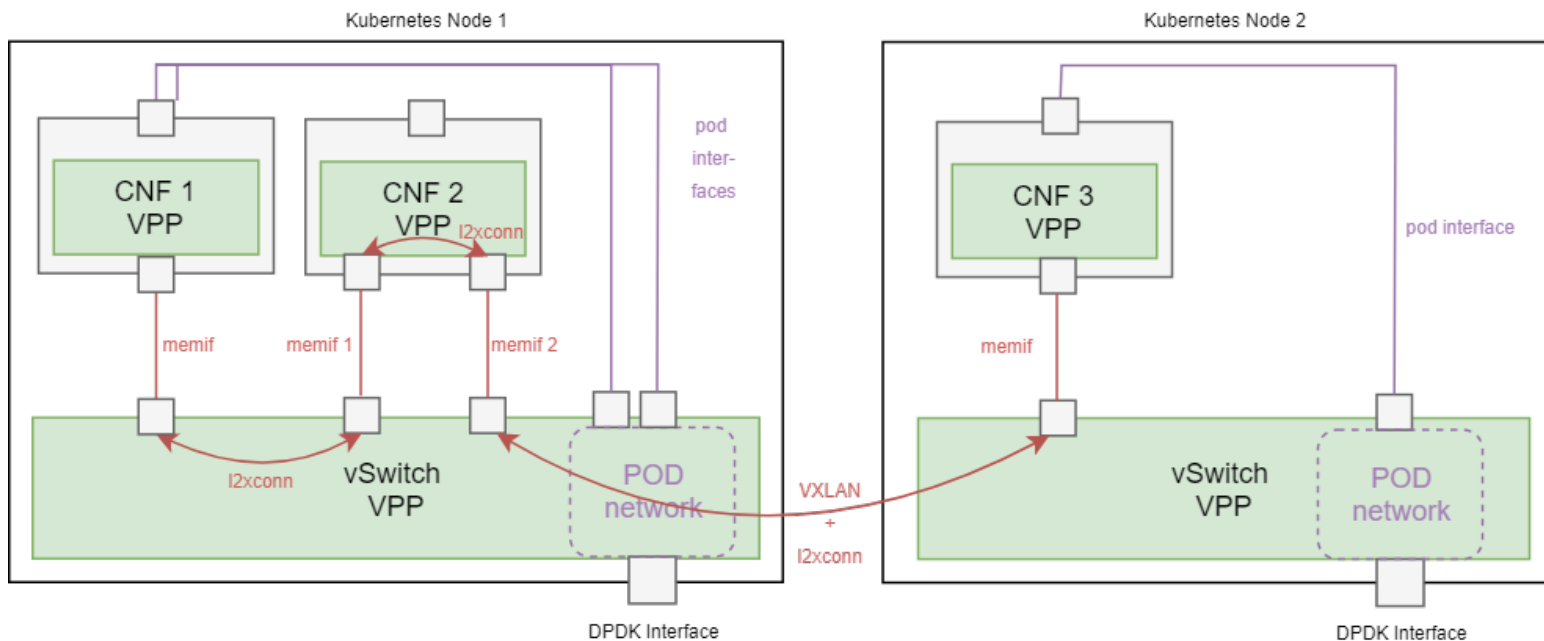 Kubernetes Node 1
Kubernetes Node 2
CNF 1
VPP
CNF 2
VPP
l2xconn
pod
inter-
faces
CNF 3
VPP
pod interface
memif
memif 1
memif 2
memif
l2xconn
vSwitch
VPP
POD
network
VXLAN
+
l2xconn
vSwitch
VPP
POD
network
DPDK Interface
DPDK Interface